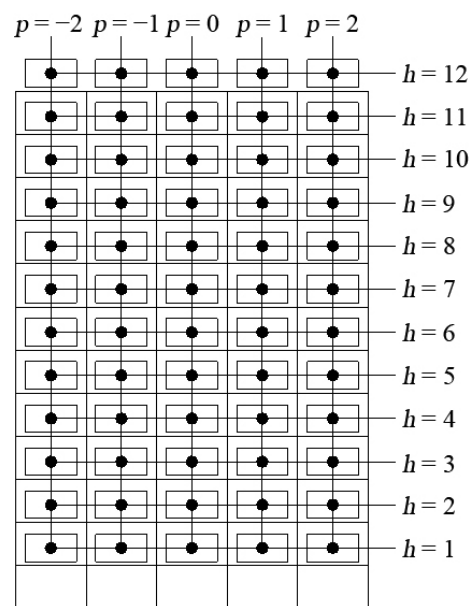 p = −2 p = −1 p = 0 p = 1 p = 2
h = 12
h = 11
h = 10
h = 9
h = 8
h = 7
h = 6
h = 5
h = 4
h = 3
h = 2
h = 1